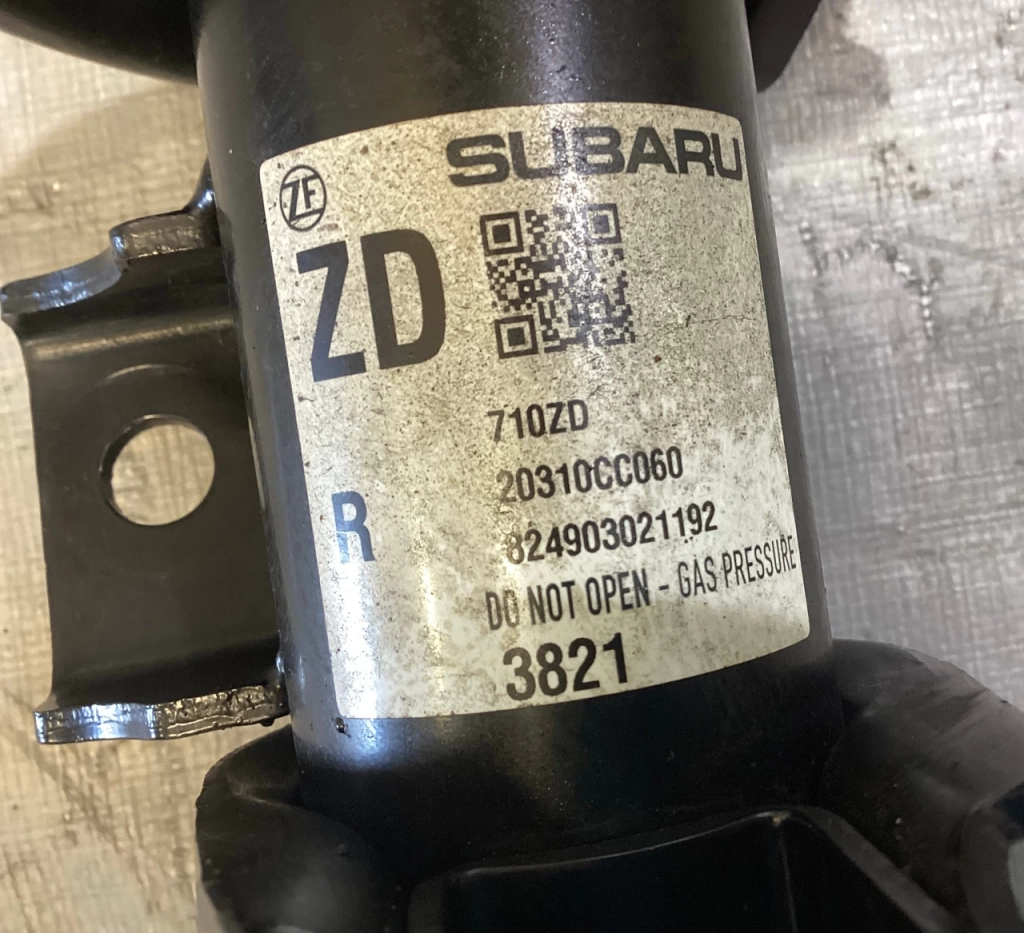 SUBARU
ZF
ZD
710ZD
20310CC060
R
824903021192
DO NOT OPEN - GAS PRESSURE
3821